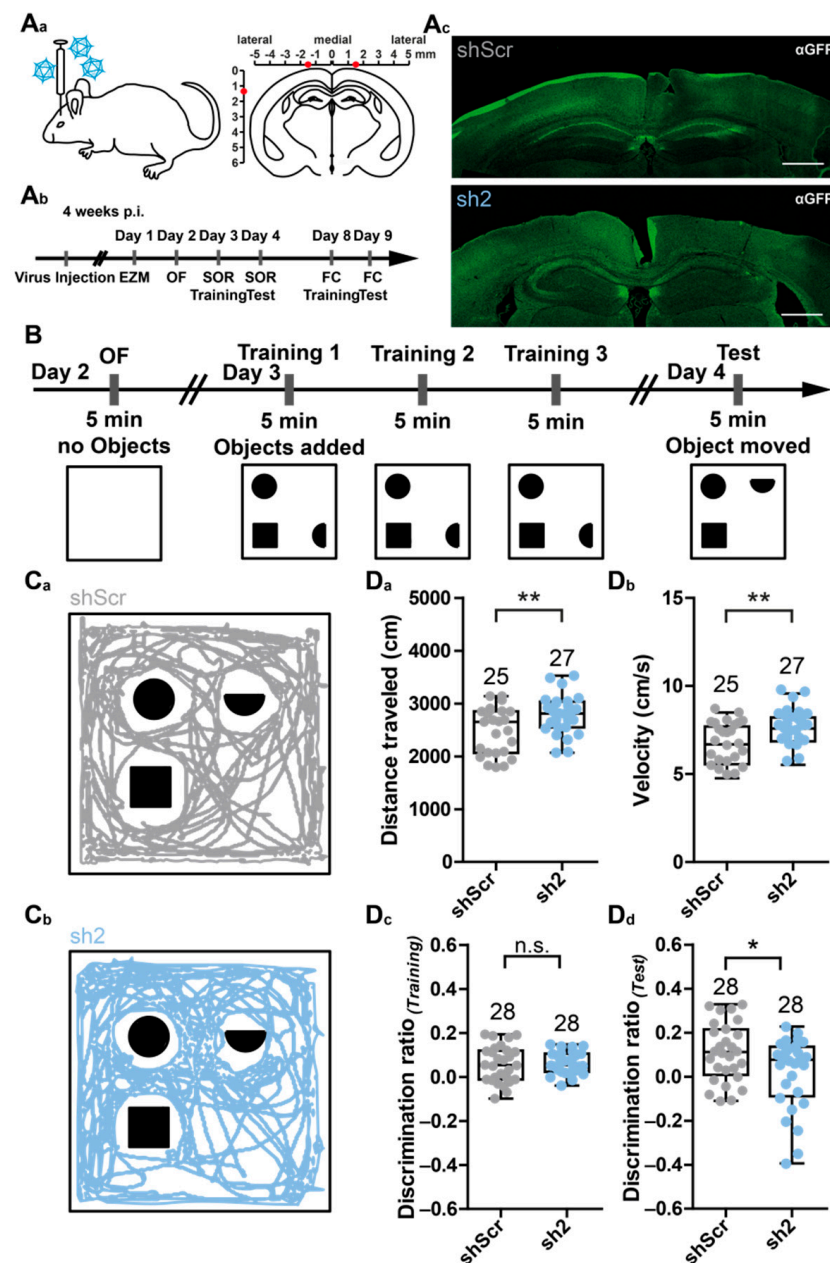 Aa
lateral medial lateral
-5 -4 -3 -2 -1 0 1 2 3 4 5 mm
0
1
2
3
4
5
6
Ab
4 weeks p.i.
Day 1 Day 2 Day 3 Day 4 Day 8 Day 9
Virus Injection EZM OF SOR SOR FC FC
Training Test Training Test
Ac
shScr αGFP
sh2 αGFP
B
OF Training 1 Training 2 Training 3 Test
Day 2 Day 3 Day 4
5 min 5 min 5 min 5 min 5 min
no Objects Objects added Object moved
Ca
shScr
Da
Distance traveled (cm)
5000
4000
3000
2000
1000
0
**
25 27
shScr sh2
Db
Velocity (cm/s)
15
10
5
0
**
25 27
shScr sh2
Cb
sh2
Dc
Discrimination ratio (Training)
0.6
0.4
0.2
0.0
–0.2
–0.4
–0.6
n.s.
28 28
shScr sh2
Dd
Discrimination ratio (Test)
0.6
0.4
0.2
0.0
–0.2
–0.4
–0.6
*
28 28
shScr sh2